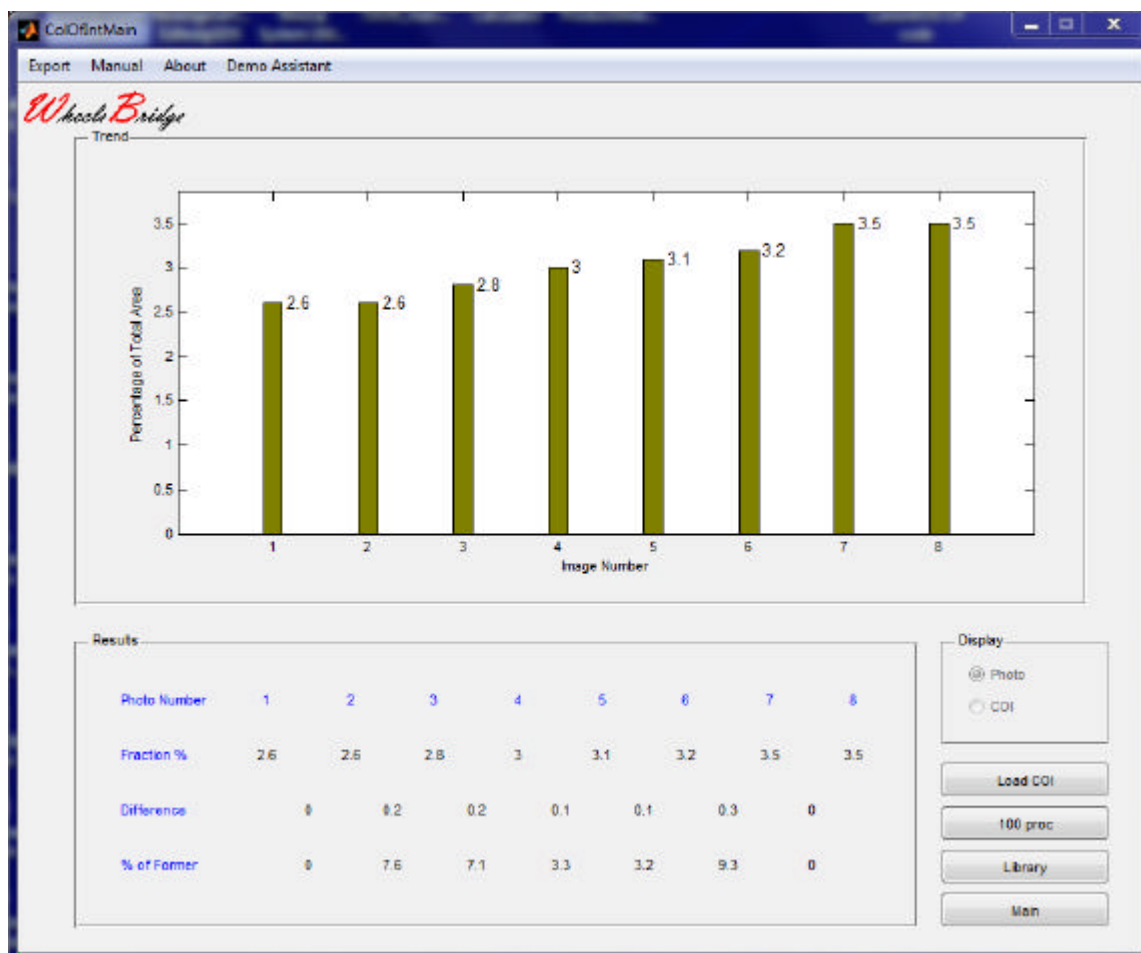 ColOfIntMain
Export Manual About Demo Assistant
Wheels Bridge
Trend
3.5
3
2.5
2
1.5
1
0.5
0
Percentage of Total Area
2.6 2.6 2.8 3 3.1 3.2 3.5 3.5
1 2 3 4 5 6 7 8
Image Number
Results
Photo Number 1 2 3 4 5 6 7 8
Fraction % 2.6 2.6 2.8 3 3.1 3.2 3.5 3.5
Difference 0 0.2 0.2 0.1 0.1 0.3 0
% of Former 0 7.6 7.1 3.3 3.2 9.3 0
Display
Photo
COI
Load COI
100 proc
Library
Main